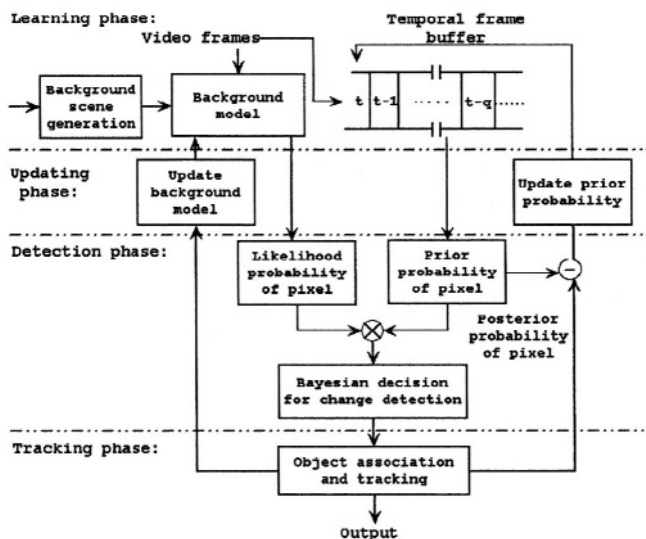 Learning phase:
Temporal frame
buffer
Video frames
Background
scene
generation
Background
model
t t-1 ..... t-q ......
Updating
phase:
Update
background
model
Update prior
probability
Detection phase:
Likelihood
probability
of pixel
Prior
probability
of pixel
−
Posterior
probability
of pixel
Bayesian decision
for change detection
Tracking phase:
Object association
and tracking
Output